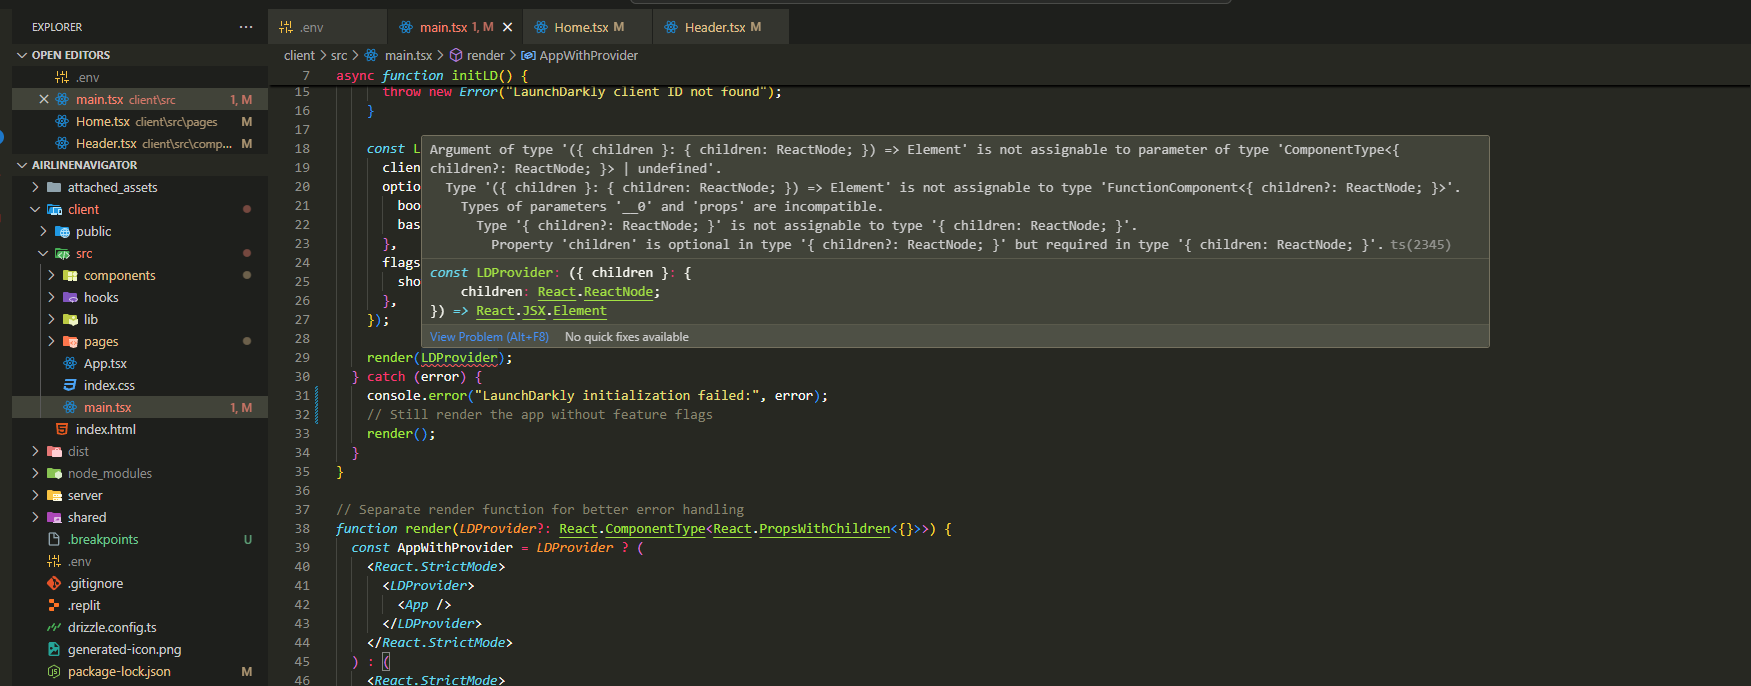 EXPLORER
···
OPEN EDITORS
.env
main.tsx client\src 1, M
Home.tsx client\src\pages M
Header.tsx client\src\comp... M
AIRLINENAVIGATOR
attached_assets
client
public
src
components
hooks
lib
pages
App.tsx
index.css
main.tsx 1, M
index.html
dist
node_modules
server
shared
.breakpoints U
.env
.gitignore
.replit
drizzle.config.ts
generated-icon.png
package-lock.json M
.env
main.tsx 1, M
Home.tsx M
Header.tsx M
client > src > main.tsx > render > AppWithProvider
7 async function initLD() {
15 throw new Error("LaunchDarkly client ID not found");
16 }
17
18 const L
19 clien
20 optio
21 boo
22 bas
23 },
24 flags
25 sho
26 },
27 });
28
Argument of type '({ children }: { children: ReactNode; }) => Element' is not assignable to parameter of type 'ComponentType<{
children?: ReactNode; }> | undefined'.
Type '({ children }: { children: ReactNode; }) => Element' is not assignable to type 'FunctionComponent<{ children?: ReactNode; }>'.
Types of parameters '__0' and 'props' are incompatible.
Type '{ children?: ReactNode; }' is not assignable to type '{ children: ReactNode; }'.
Property 'children' is optional in type '{ children?: ReactNode; }' but required in type '{ children: ReactNode; }'. ts(2345)
const LDProvider: ({ children }: {
children: React.ReactNode;
}) => React.JSX.Element
View Problem (Alt+F8) No quick fixes available
29 render(LDProvider);
30 } catch (error) {
31 console.error("LaunchDarkly initialization failed:", error);
32 // Still render the app without feature flags
33 render();
34 }
35 }
36
37 // Separate render function for better error handling
38 function render(LDProvider?: React.ComponentType<React.PropsWithChildren<{}>>) {
39 const AppWithProvider = LDProvider ? (
40 <React.StrictMode>
41 <LDProvider>
42 <App />
43 </LDProvider>
44 </React.StrictMode>
45 ) : (
46 <React.StrictMode>